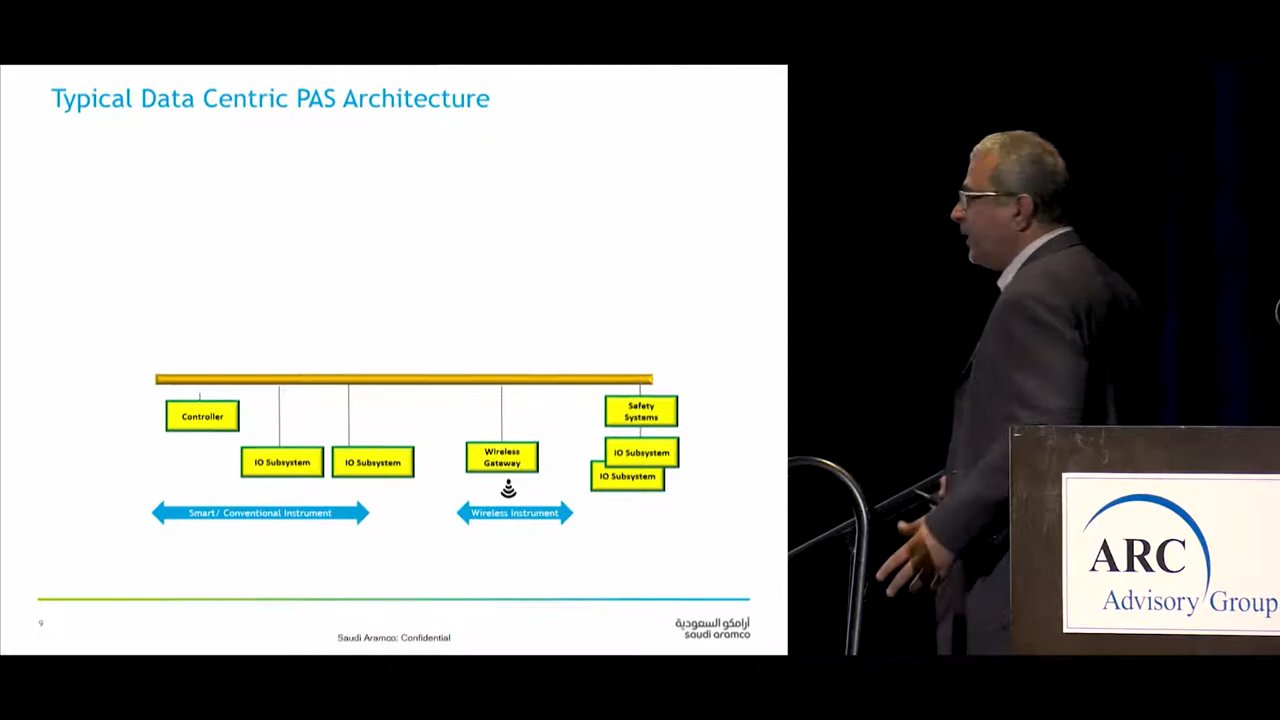 Typical Data Centric PAS Architecture
Controller
Safety
Systems
IO Subsystem
IO Subsystem
Wireless
Gateway
IO Subsystem
IO Subsystem
Smart/ Conventional Instrument
Wireless Instrument
9
Saudi Aramco: Confidential
أرامكو السعودية
saudi aramco
ARC
Advisory Group